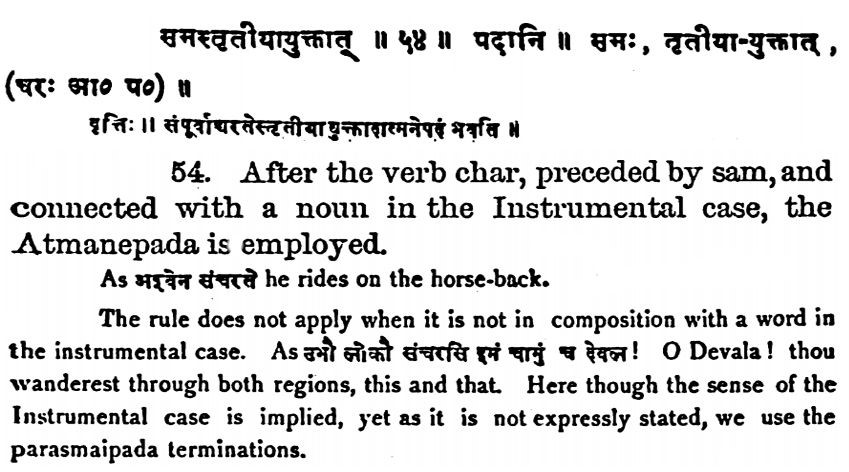 समस्तृतीयायुक्तात् ॥ ५४ ॥ पदानि ॥ समः, तृतीया-युक्तात्,
(चरः आ० प०) ॥
वृत्तिः ॥ संपूर्वाच्चरतेस्तृतीयायुक्तादात्मनेपदं भवति ॥
54. After the verb char, preceded by sam, and
connected with a noun in the Instrumental case, the
Atmanepada is employed.
As अश्वेन संचरते he rides on the horse-back.
The rule does not apply when it is not in composition with a word in
the instrumental case. As उभौ लोकौ संचरसि इमं चामुं च देवल! O Devala! thou
wanderest through both regions, this and that. Here though the sense of the
Instrumental case is implied, yet as it is not expressly stated, we use the
parasmaipada terminations.